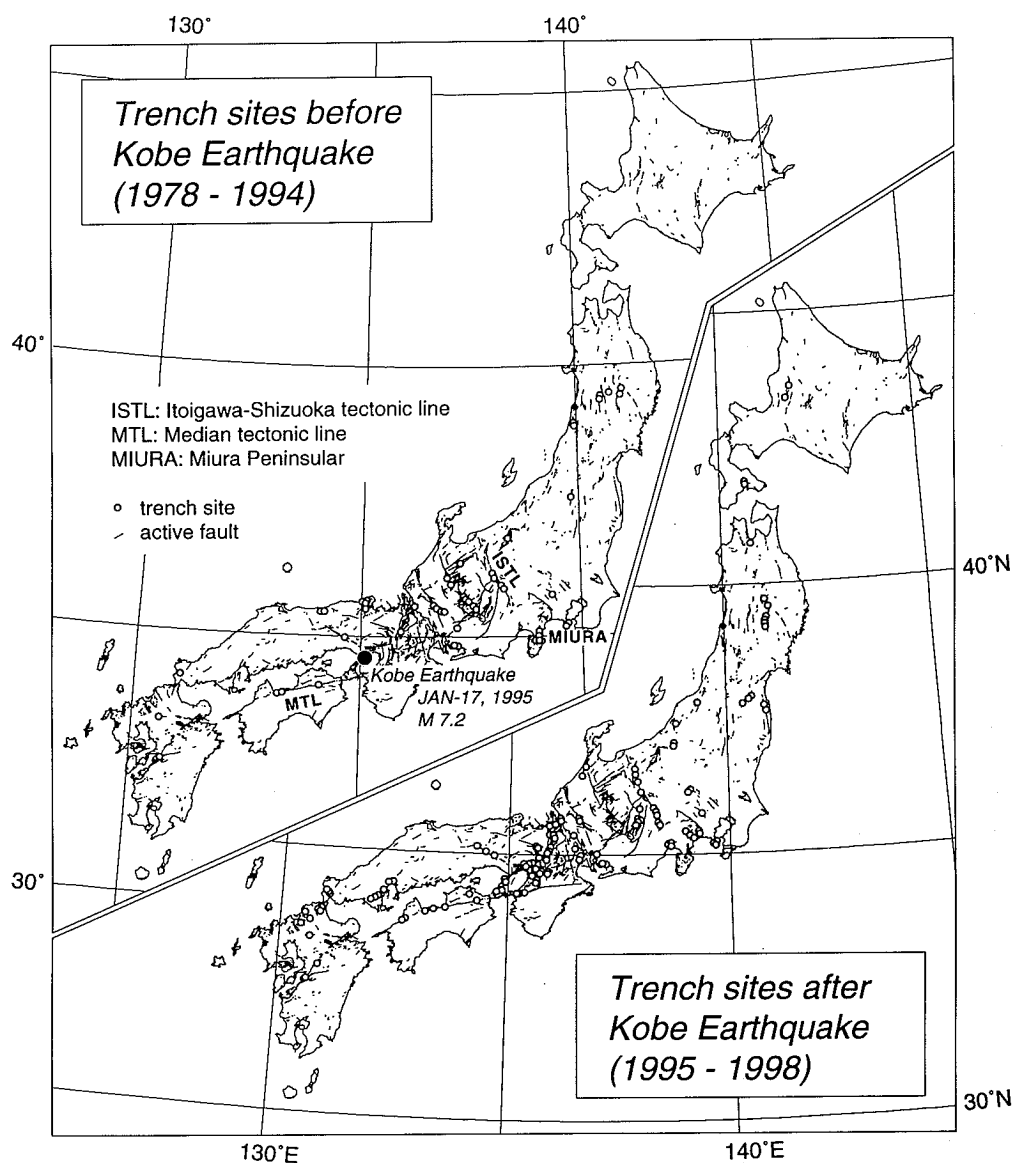 130˚
140˚
Trench sites before
Kobe Earthquake
(1978 - 1994)
40˚
ISTL: Itoigawa-Shizuoka tectonic line
MTL: Median tectonic line
MIURA: Miura Peninsular
trench site
active fault
ISTL
MIURA
Kobe Earthquake
JAN-17, 1995
M 7.2
MTL
40˚N
30˚
Trench sites after
Kobe Earthquake
(1995 - 1998)
30˚N
130˚E
140˚E